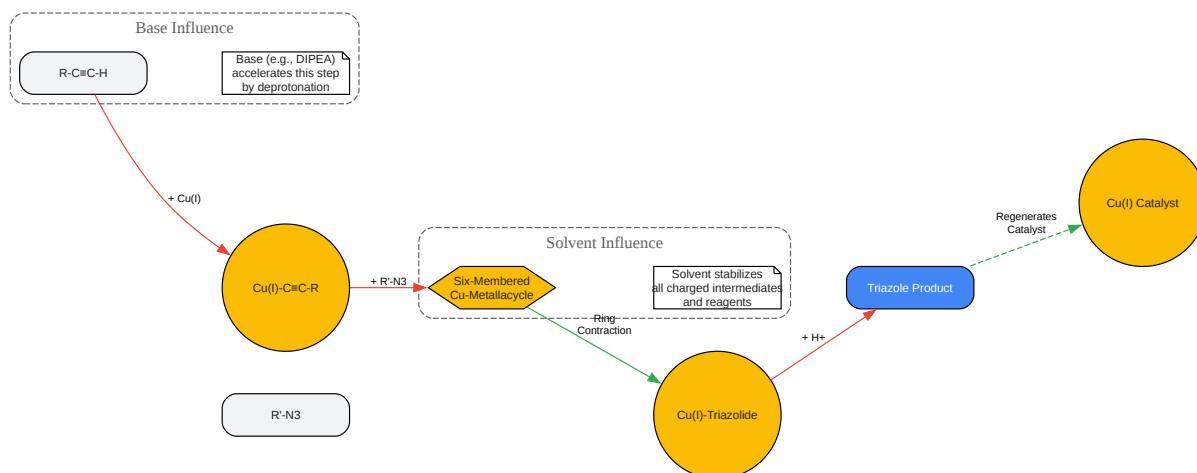 Base Influence
R-C≡C-H
Base (e.g., DIPEA)
accelerates this step
by deprotonation
+ Cu(I)
Cu(I)-C≡C-R
+ R'-N3
Solvent Influence
Six-Membered
Cu-Metallacycle
Solvent stabilizes
all charged intermediates
and reagents
Ring
Contraction
R'-N3
Cu(I)-Triazolide
+ H+
Triazole Product
Regenerates
Catalyst
Cu(I) Catalyst